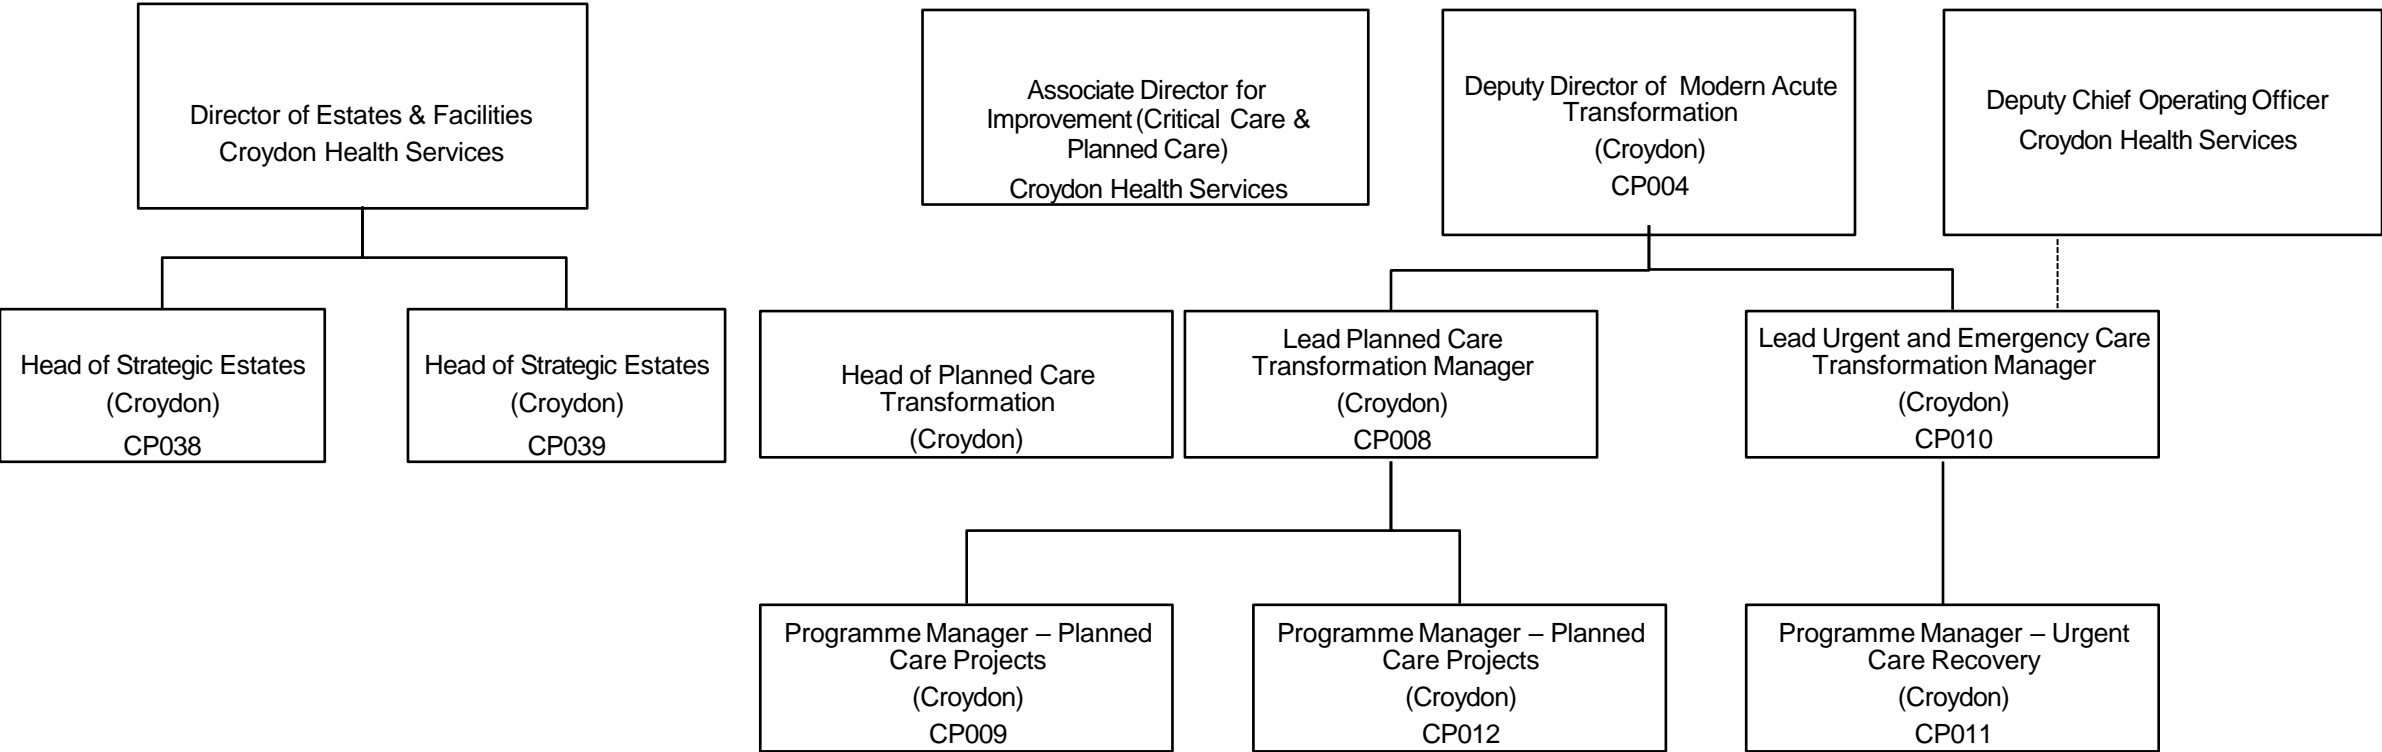 Director of Estates & Facilities
Croydon Health Services
Associate Director for
Improvement (Critical Care &
Planned Care)
Croydon Health Services
Deputy Director of Modern Acute
Transformation
(Croydon)
CP004
Deputy Chief Operating Officer
Croydon Health Services
Head of Strategic Estates
(Croydon)
CP038
Head of Strategic Estates
(Croydon)
CP039
Head of Planned Care
Transformation
(Croydon)
Lead Planned Care
Transformation Manager
(Croydon)
CP008
Lead Urgent and Emergency Care
Transformation Manager
(Croydon)
CP010
Programme Manager – Planned
Care Projects
(Croydon)
CP009
Programme Manager – Planned
Care Projects
(Croydon)
CP012
Programme Manager – Urgent
Care Recovery
(Croydon)
CP011